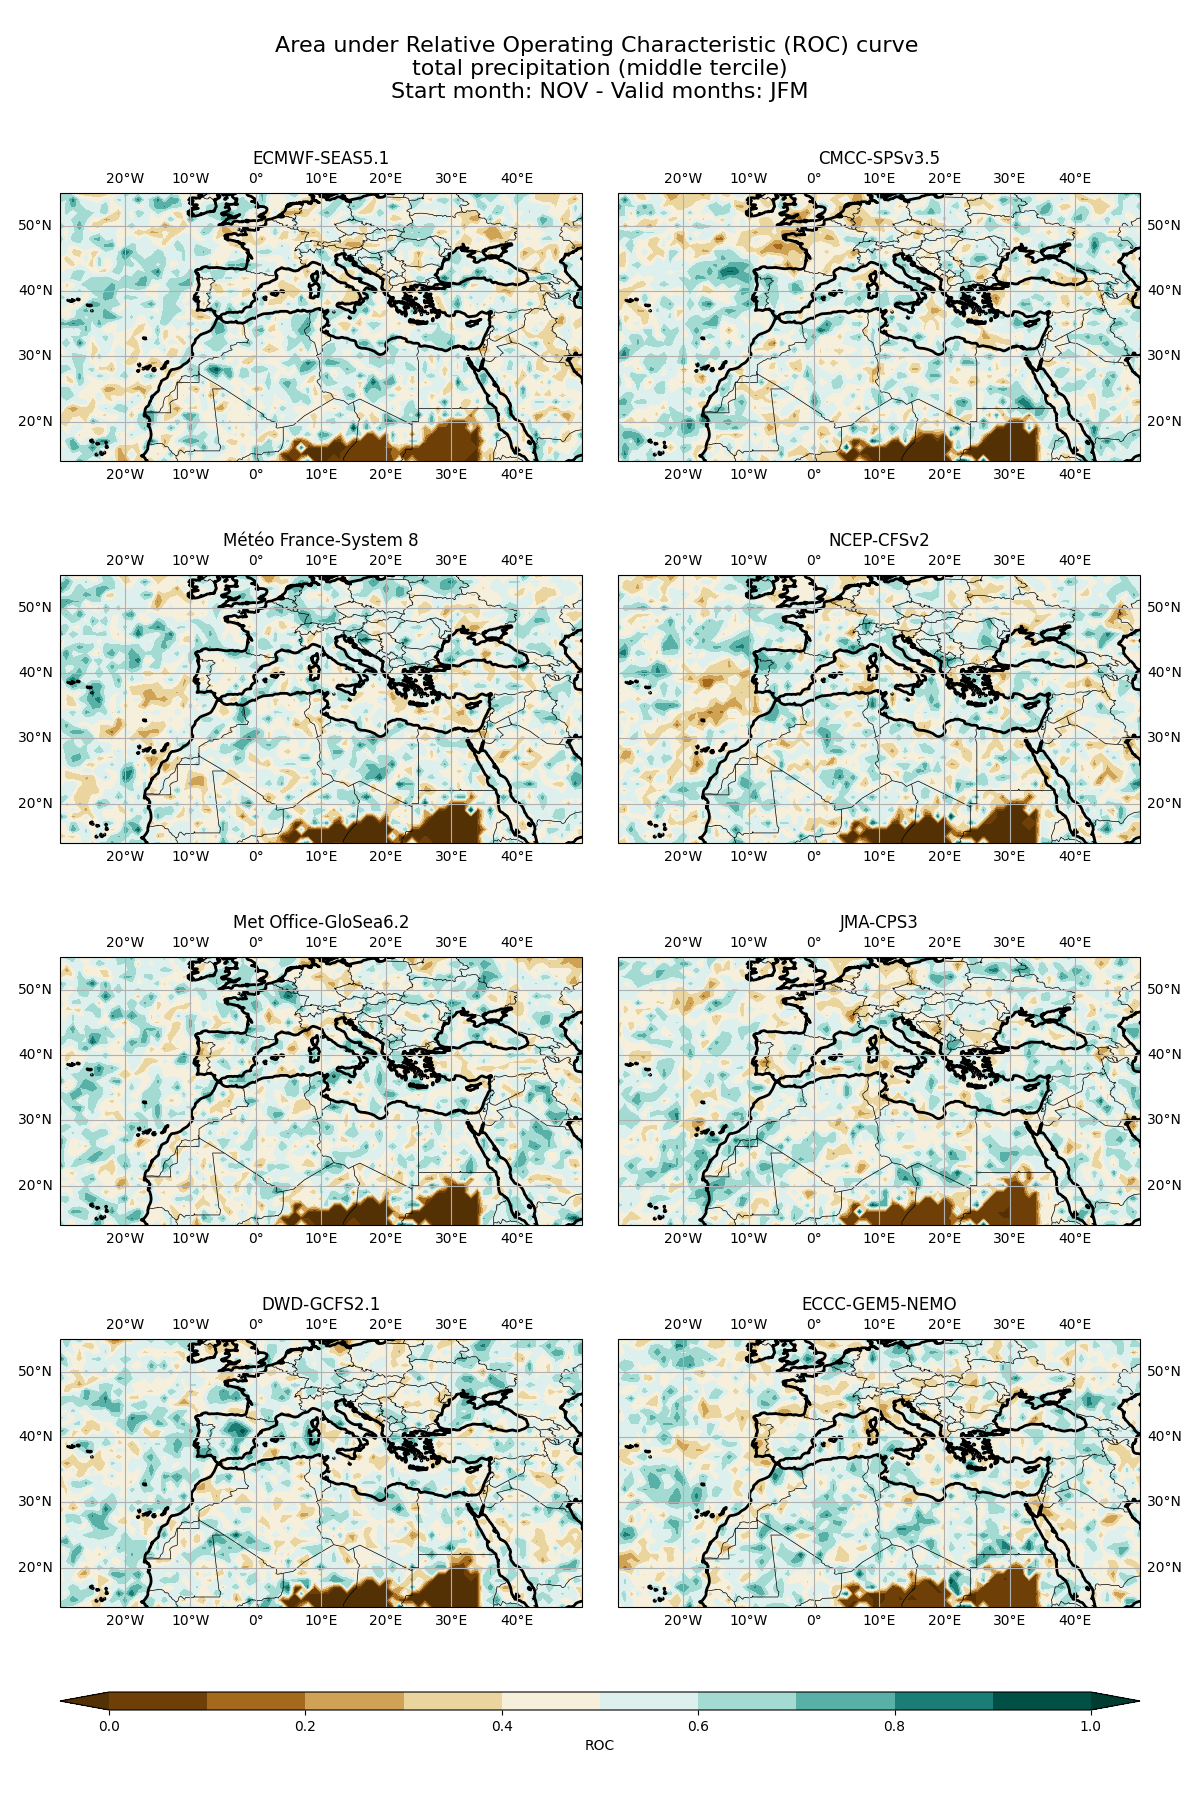 Area under Relative Operating Characteristic (ROC) curve
total precipitation (middle tercile)
Start month: NOV - Valid months: JFM
ECMWF-SEAS5.1
20°W 10°W 0° 10°E 20°E 30°E 40°E
50°N
40°N
30°N
20°N
20°W 10°W 0° 10°E 20°E 30°E 40°E
CMCC-SPSv3.5
20°W 10°W 0° 10°E 20°E 30°E 40°E
50°N
40°N
30°N
20°N
20°W 10°W 0° 10°E 20°E 30°E 40°E
Météo France-System 8
20°W 10°W 0° 10°E 20°E 30°E 40°E
50°N
40°N
30°N
20°N
20°W 10°W 0° 10°E 20°E 30°E 40°E
NCEP-CFSv2
20°W 10°W 0° 10°E 20°E 30°E 40°E
50°N
40°N
30°N
20°N
20°W 10°W 0° 10°E 20°E 30°E 40°E
Met Office-GloSea6.2
20°W 10°W 0° 10°E 20°E 30°E 40°E
50°N
40°N
30°N
20°N
20°W 10°W 0° 10°E 20°E 30°E 40°E
JMA-CPS3
20°W 10°W 0° 10°E 20°E 30°E 40°E
50°N
40°N
30°N
20°N
20°W 10°W 0° 10°E 20°E 30°E 40°E
DWD-GCFS2.1
20°W 10°W 0° 10°E 20°E 30°E 40°E
50°N
40°N
30°N
20°N
20°W 10°W 0° 10°E 20°E 30°E 40°E
ECCC-GEM5-NEMO
20°W 10°W 0° 10°E 20°E 30°E 40°E
50°N
40°N
30°N
20°N
20°W 10°W 0° 10°E 20°E 30°E 40°E
0.0 0.2 0.4 0.6 0.8 1.0
ROC